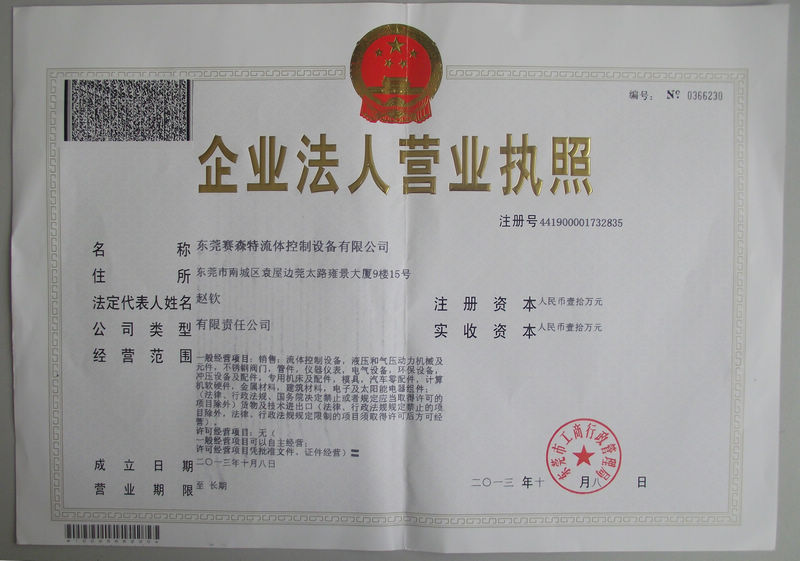 编号： Nº 0366230
企业法人营业执照
注册号 441900001732835
名称 东莞赛森特流体控制设备有限公司
住所 东莞市南城区袁屋边莞太路雍景大厦9楼15号
法定代表人姓名 赵钦
注册资本 人民币壹拾万元
公司类型 有限责任公司
实收资本 人民币壹拾万元
经营范围 一般经营项目：销售：流体控制设备，液压和气压动力机械及
元件，不锈钢阀门，管件，仪器仪表，电气设备，环保设备，
冲压设备及配件，专用机床及配件，模具，汽车零配件，计算
机软硬件，金属材料，建筑材料，电子及太阳能电器组件；
（法律、行政法规、国务院决定禁止或者规定应当取得许可的
项目除外）货物及技术进出口（法律、行政法规规定禁止的项
目除外，法律、行政法规规定限制的项目须取得许可后方可经
营）。
许可经营项目：无（
一般经营项目可以自主经营；
许可经营项目凭批准文件、证件经营）〓
成立日期 二〇一三年十月八日
营业期限 至 长期
东莞市工商行政管理局
二〇一三 年 十 月 八 日